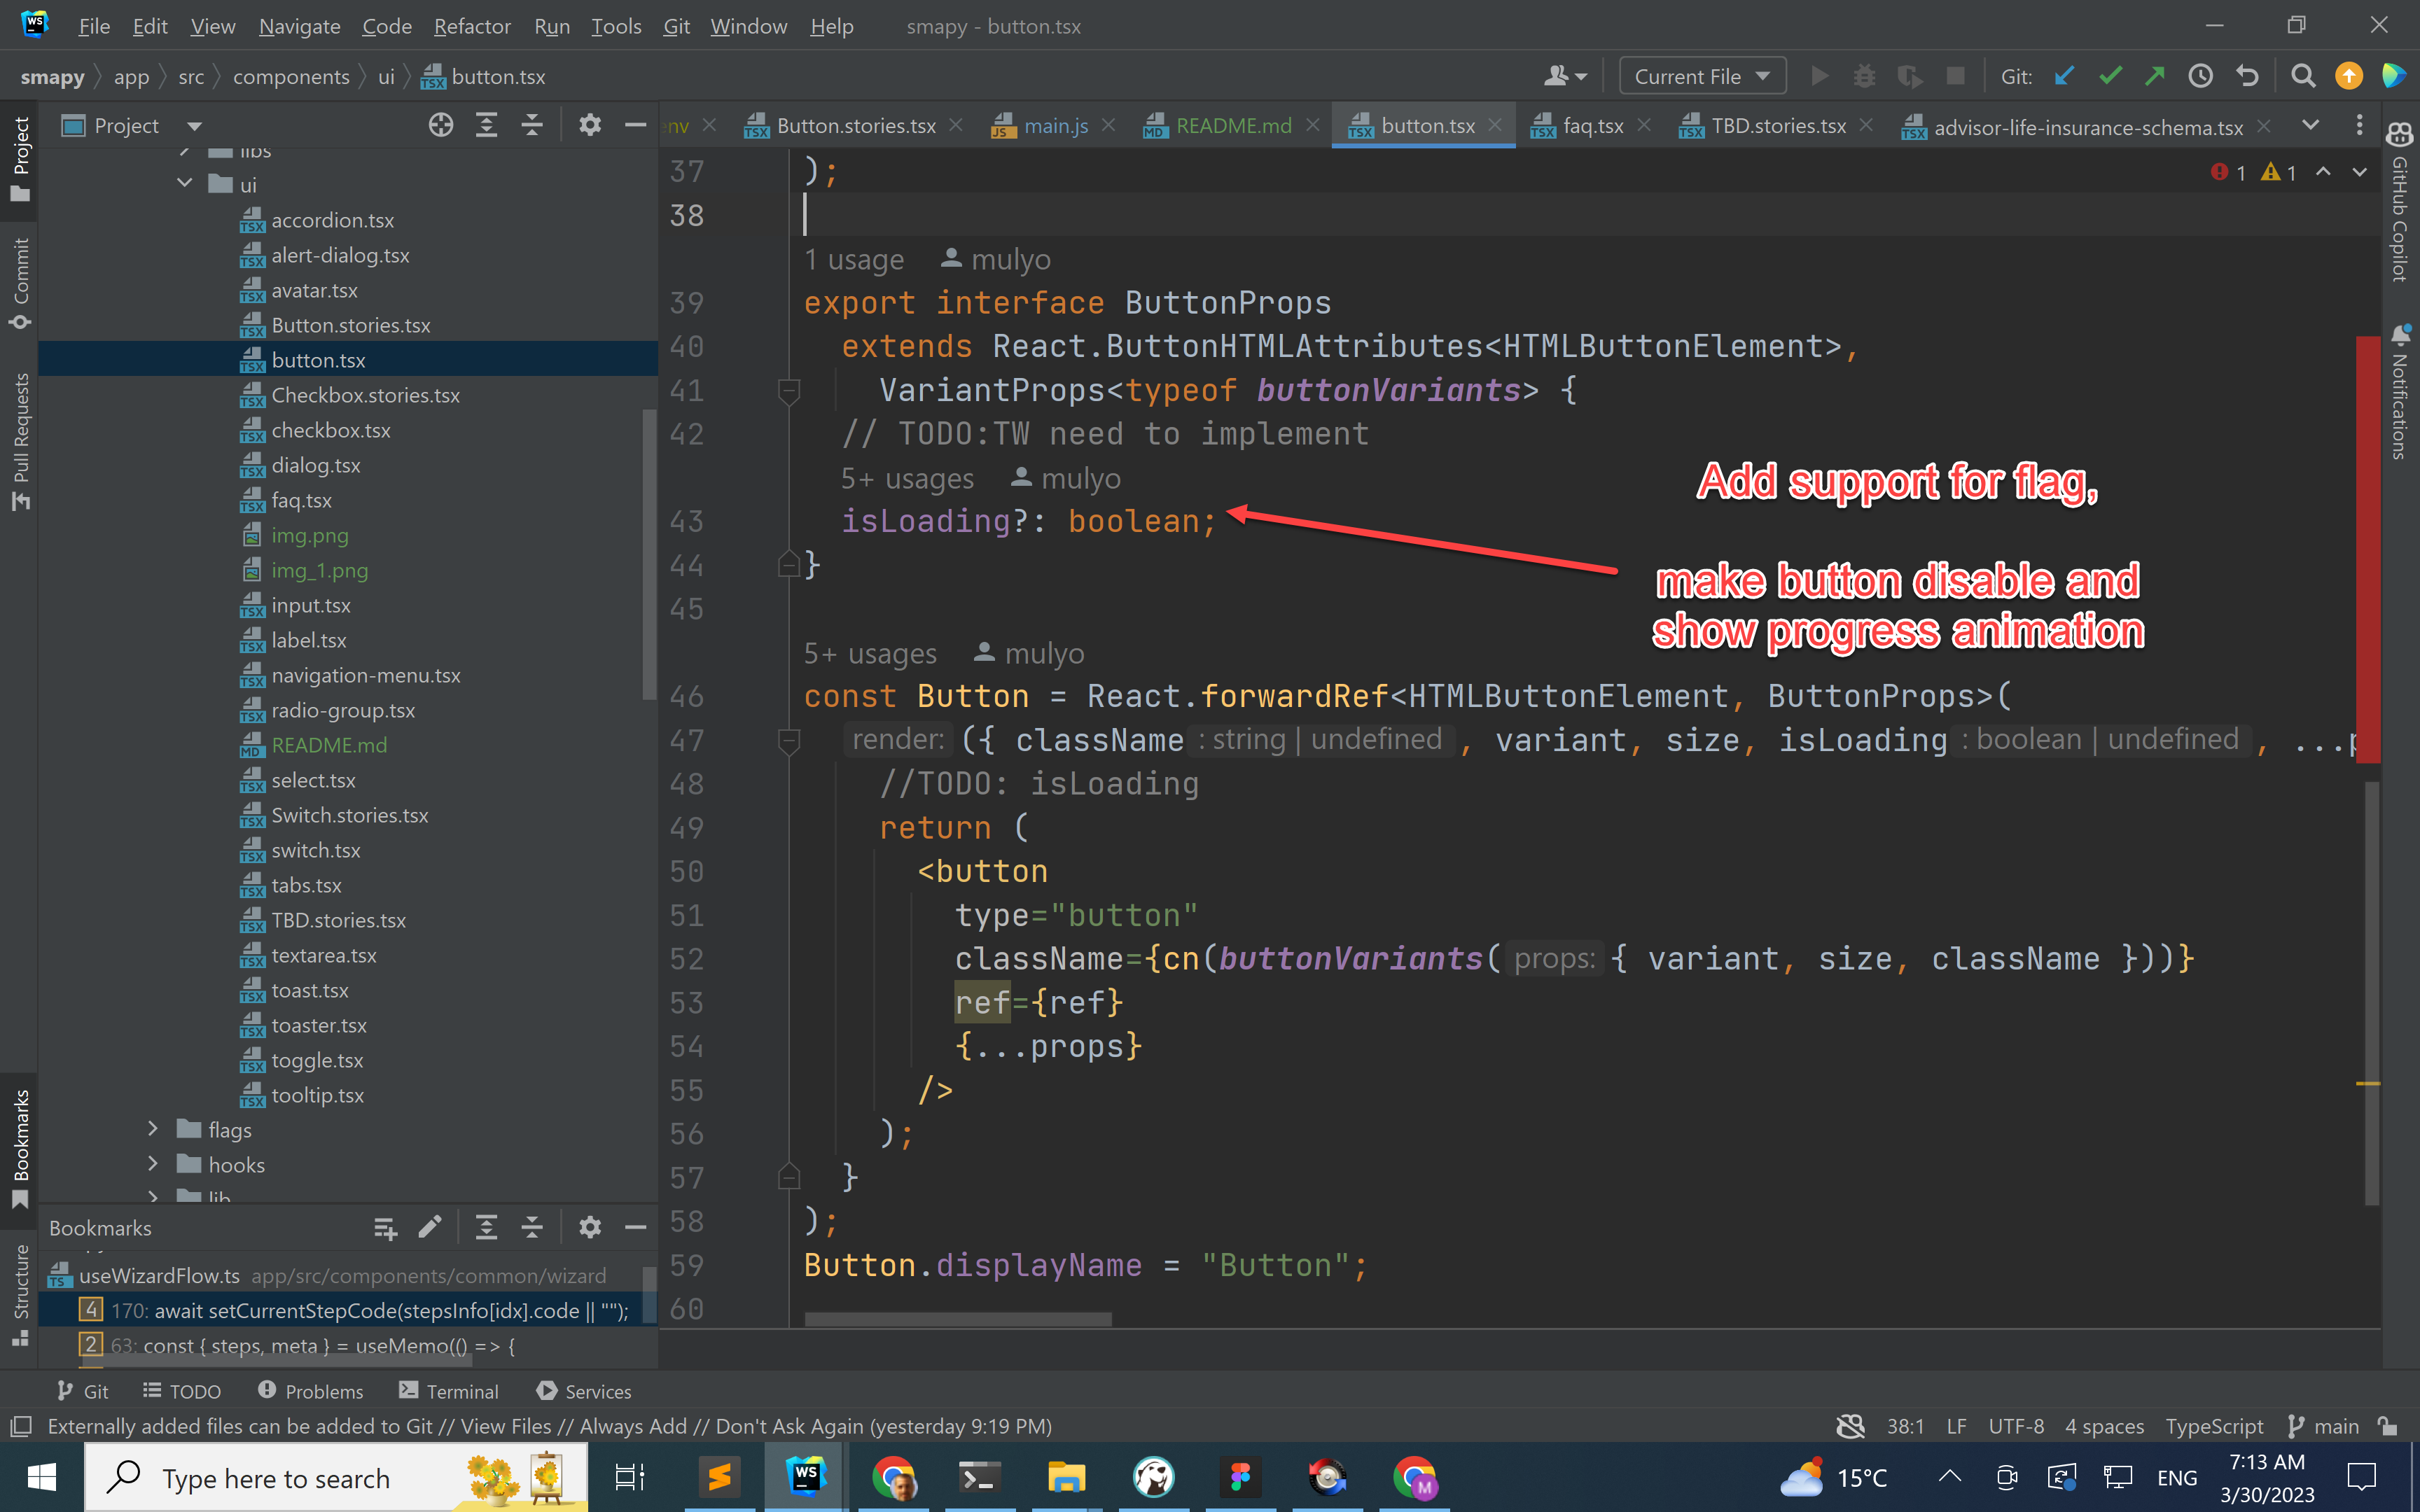 WS File Edit View Navigate Code Refactor Run Tools Git Window Help smapy - button.tsx
smapy app src components ui button.tsx Current File Git:
Project env Button.stories.tsx main.js README.md button.tsx faq.tsx TBD.stories.tsx advisor-life-insurance-schema.tsx
Project
Commit
Pull Requests
Bookmarks
Structure
libs
ui
accordion.tsx
alert-dialog.tsx
avatar.tsx
Button.stories.tsx
button.tsx
Checkbox.stories.tsx
checkbox.tsx
dialog.tsx
faq.tsx
img.png
img_1.png
input.tsx
label.tsx
navigation-menu.tsx
radio-group.tsx
README.md
select.tsx
Switch.stories.tsx
switch.tsx
tabs.tsx
TBD.stories.tsx
textarea.tsx
toast.tsx
toaster.tsx
toggle.tsx
tooltip.tsx
flags
hooks
lib
Bookmarks
useWizardFlow.ts app/src/components/common/wizard
4 170: await setCurrentStepCode(stepsInfo[idx].code || "");
2 63: const { steps, meta } = useMemo(() => {
37 );
1 1
38
1 usage mulyo
39 export interface ButtonProps
40 extends React.ButtonHTMLAttributes<HTMLButtonElement>,
41 VariantProps<typeof buttonVariants> {
42 // TODO:TW need to implement
5+ usages mulyo
43 isLoading?: boolean;
44 }
45
5+ usages mulyo
46 const Button = React.forwardRef<HTMLButtonElement, ButtonProps>(
47 render: ({ className : string | undefined , variant, size, isLoading : boolean | undefined , ...p
48 //TODO: isLoading
49 return (
50 <button
51 type="button"
52 className={cn(buttonVariants( props: { variant, size, className }))}
53 ref={ref}
54 {...props}
55 />
56 );
57 }
58 );
59 Button.displayName = "Button";
60
Add support for flag,
make button disable and
show progress animation
GitHub Copilot
Notifications
Git TODO Problems Terminal Services
Externally added files can be added to Git // View Files // Always Add // Don't Ask Again (yesterday 9:19 PM) 38:1 LF UTF-8 4 spaces TypeScript main
Type here to search WS M 15°C ENG 7:13 AM
3/30/2023